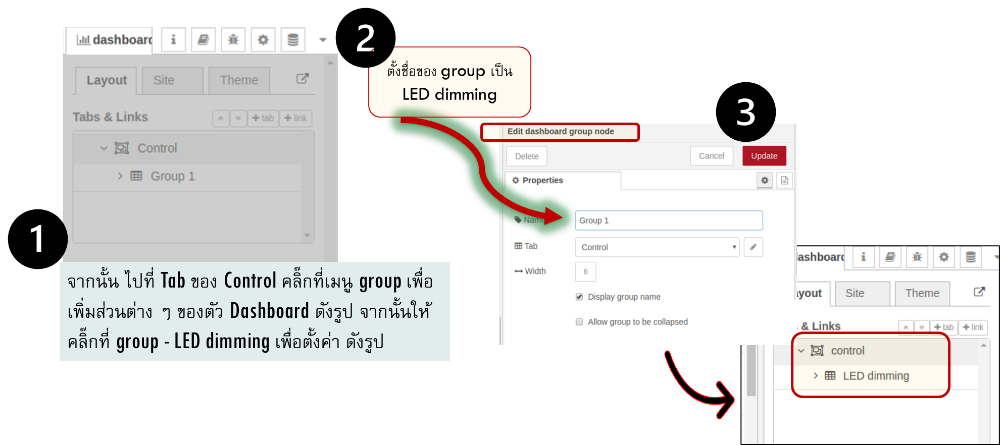 dashboard
Layout Site Theme
Tabs & Links
tab link
Control
Group 1
1
จากนั้น ไปที่ Tab ของ Control คลิ๊กที่เมนู group เพื่อ
เพิ่มส่วนต่าง ๆ ของตัว Dashboard ดังรูป จากนั้นให้
คลิ๊กที่ group - LED dimming เพื่อตั้งค่า ดังรูป
2
ตั้งชื่อของ group เป็น
LED dimming
3
Edit dashboard group node
Delete Cancel Update
Properties
Name Group 1
Tab Control
Width 6
Display group name
Allow group to be collapsed
ashboard
ayout Site Theme
& Links
tab link
control
LED dimming